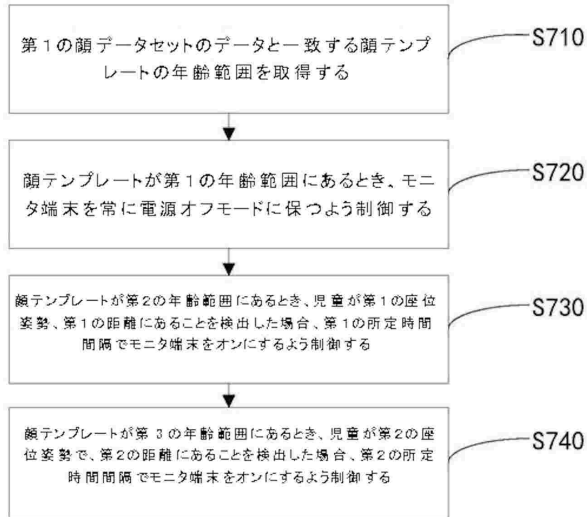 第1の顔データセットのデータと一致する顔テンプ
レートの年齢範囲を取得する
S710
顔テンプレートが第1の年齢範囲にあるとき、モニ
タ端末を常に電源オフモードに保つよう制御する
S720
顔テンプレートが第2の年齢範囲にあるとき、児童が第1の座位
姿勢、第1の距離にあることを検出した場合、第1の所定時間
間隔でモニタ端末をオンにするよう制御する
S730
顔テンプレートが第3の年齢範囲にあるとき、児童が第2の座
位姿勢で、第2の距離にあることを検出した場合、第2の所定
時間間隔でモニタ端末をオンにするよう制御する
S740